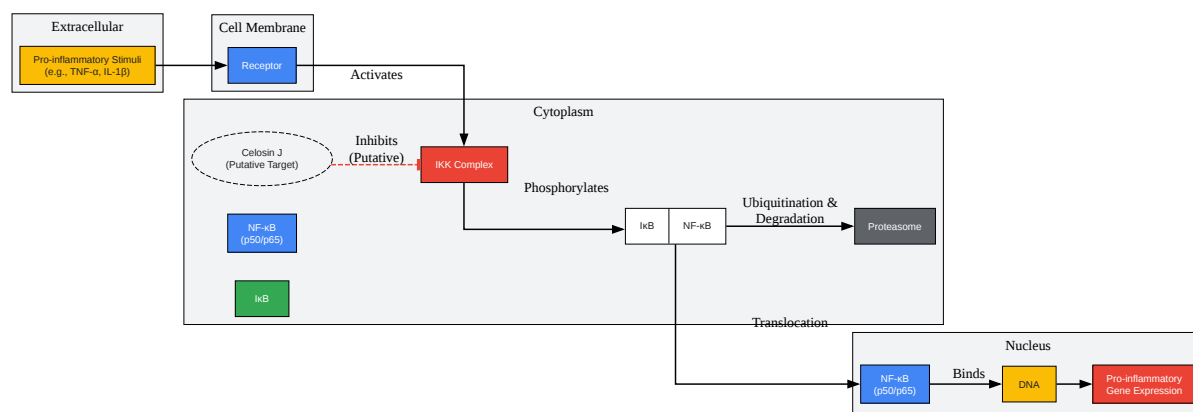 Extracellular
Pro-inflammatory Stimuli
(e.g., TNF-α, IL-1β)
Cell Membrane
Receptor
Activates
Cytoplasm
Celosin J
(Putative Target)
Inhibits
(Putative)
IKK Complex
Phosphorylates
NF-κB
(p50/p65)
IκB
IκB
NF-κB
Ubiquitination &
Degradation
Proteasome
Translocation
Nucleus
NF-κB
(p50/p65)
Binds
DNA
Pro-inflammatory
Gene Expression